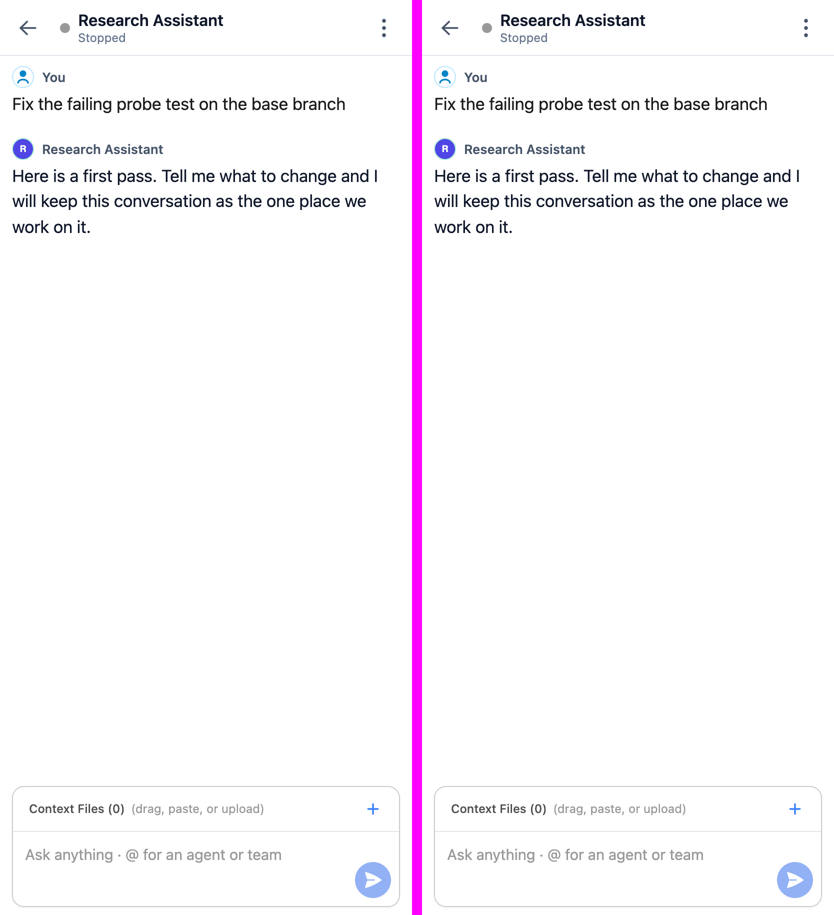 Research Assistant
Stopped
You
Fix the failing probe test on the base branch
R
Research Assistant
Here is a first pass. Tell me what to change and I
will keep this conversation as the one place we
work on it.
Context Files (0) (drag, paste, or upload)
Ask anything · @ for an agent or team
Research Assistant
Stopped
You
Fix the failing probe test on the base branch
R
Research Assistant
Here is a first pass. Tell me what to change and I
will keep this conversation as the one place we
work on it.
Context Files (0) (drag, paste, or upload)
Ask anything · @ for an agent or team